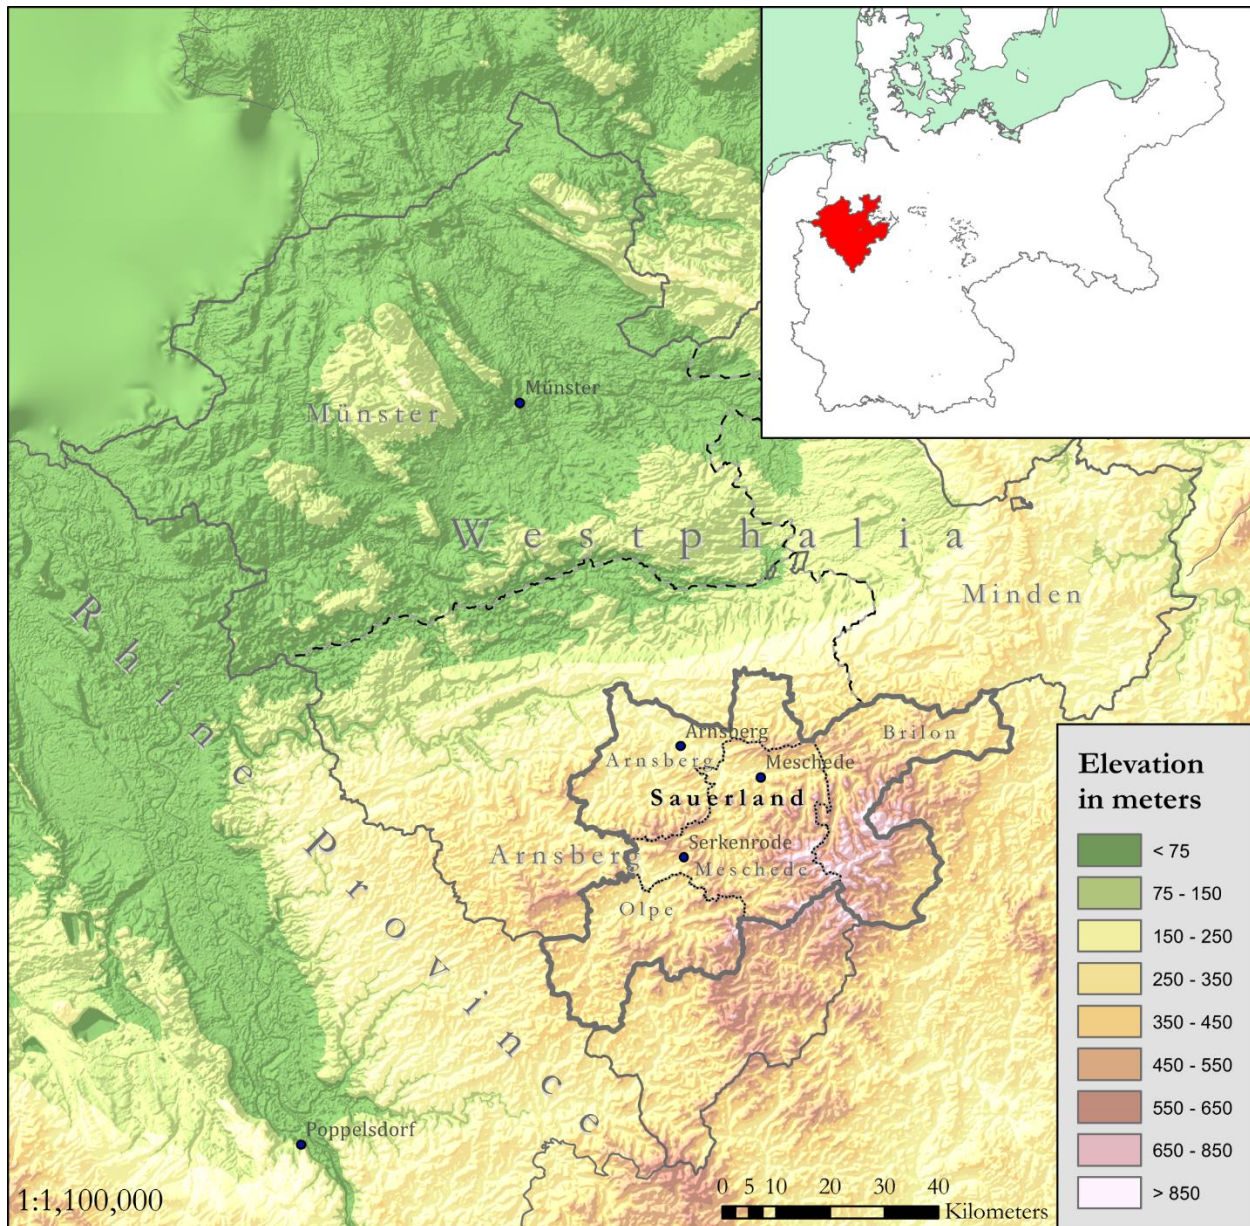 Münster
Münster
Westphalia
Minden
Rhine Province
Arnsberg
Arnsberg
Brilon
Meschede
Sauerland
Serkenrode
Arnsberg
Meschede
Olpe
Poppelsdorf
1:1,100,000
0 5 10 20 30 40
Kilometers
Elevation
in meters
< 75
75 - 150
150 - 250
250 - 350
350 - 450
450 - 550
550 - 650
650 - 850
> 850